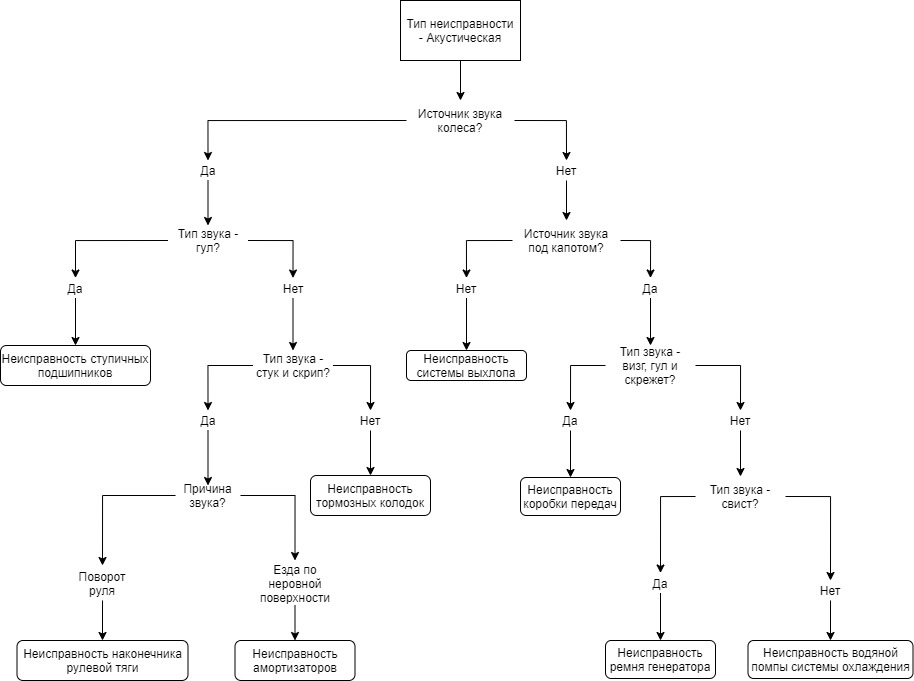 Тип неисправности
- Акустическая
Источник звука
колеса?
Да
Нет
Тип звука -
гул?
Источник звука
под капотом?
Да
Нет
Нет
Да
Неисправность ступичных
подшипников
Тип звука -
стук и скрип?
Неисправность
системы выхлопа
Тип звука -
визг, гул и
скрежет?
Да
Нет
Да
Нет
Причина
звука?
Неисправность
тормозных колодок
Неисправность
коробки передач
Тип звука -
свист?
Поворот
руля
Езда по
неровной
поверхности
Да
Нет
Неисправность наконечника
рулевой тяги
Неисправность
амортизаторов
Неисправность
ремня генератора
Неисправность водяной
помпы системы охлаждения